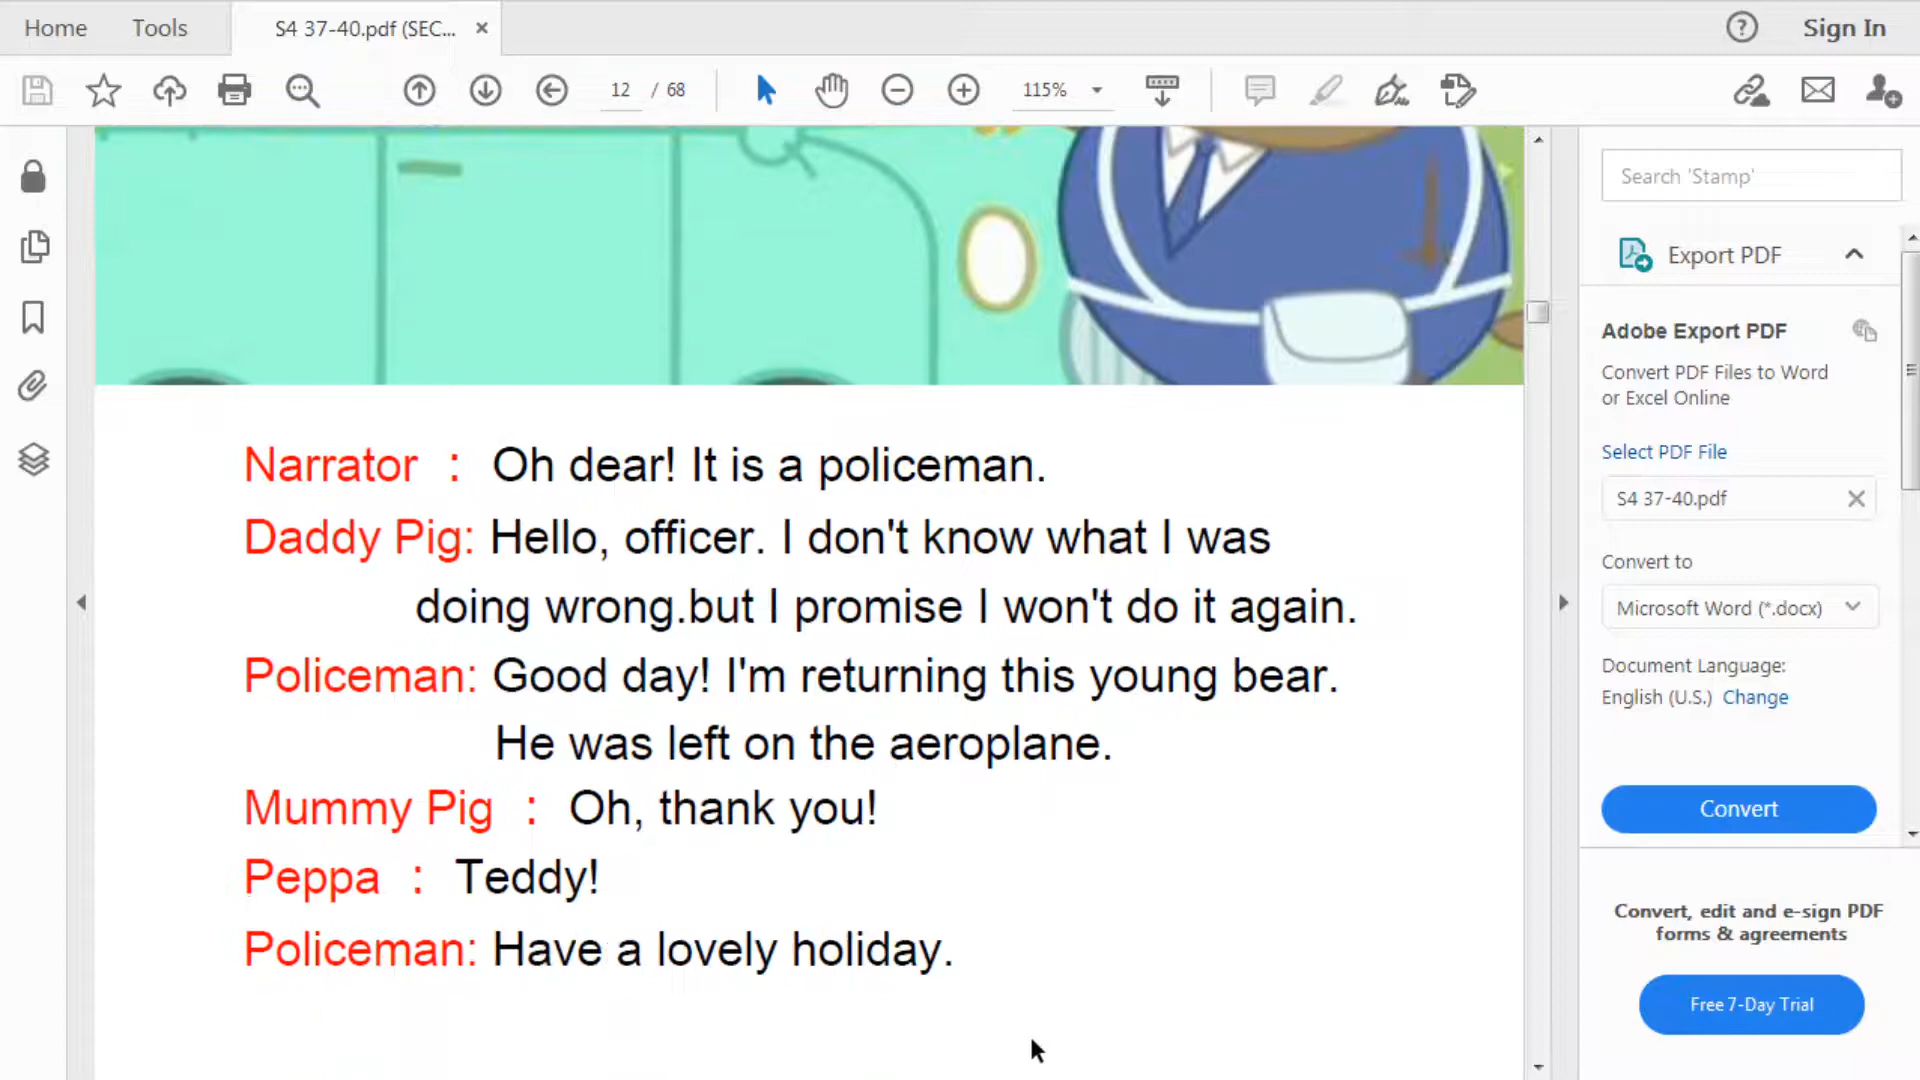 Home Tools S4 37-40.pdf (SEC... Sign In
12 / 68 115%
Search 'Stamp'
Export PDF
Adobe Export PDF
Convert PDF Files to Word
or Excel Online
Select PDF File
S4 37-40.pdf
Convert to
Microsoft Word (*.docx)
Document Language:
English (U.S.) Change
Convert
Convert, edit and e-sign PDF
forms & agreements
Free 7-Day Trial
Narrator : Oh dear! It is a policeman.
Daddy Pig: Hello, officer. I don't know what I was
doing wrong.but I promise I won't do it again.
Policeman: Good day! I'm returning this young bear.
He was left on the aeroplane.
Mummy Pig : Oh, thank you!
Peppa : Teddy!
Policeman: Have a lovely holiday.